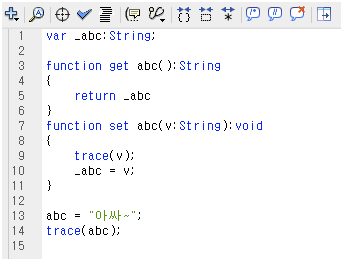 1 var _abc:String;
2
3 function get abc():String
4 {
5 return _abc
6 }
7 function set abc(v:String):void
8 {
9 trace(v);
10 _abc = v;
11 }
12
13 abc = "아싸~";
14 trace(abc);
15